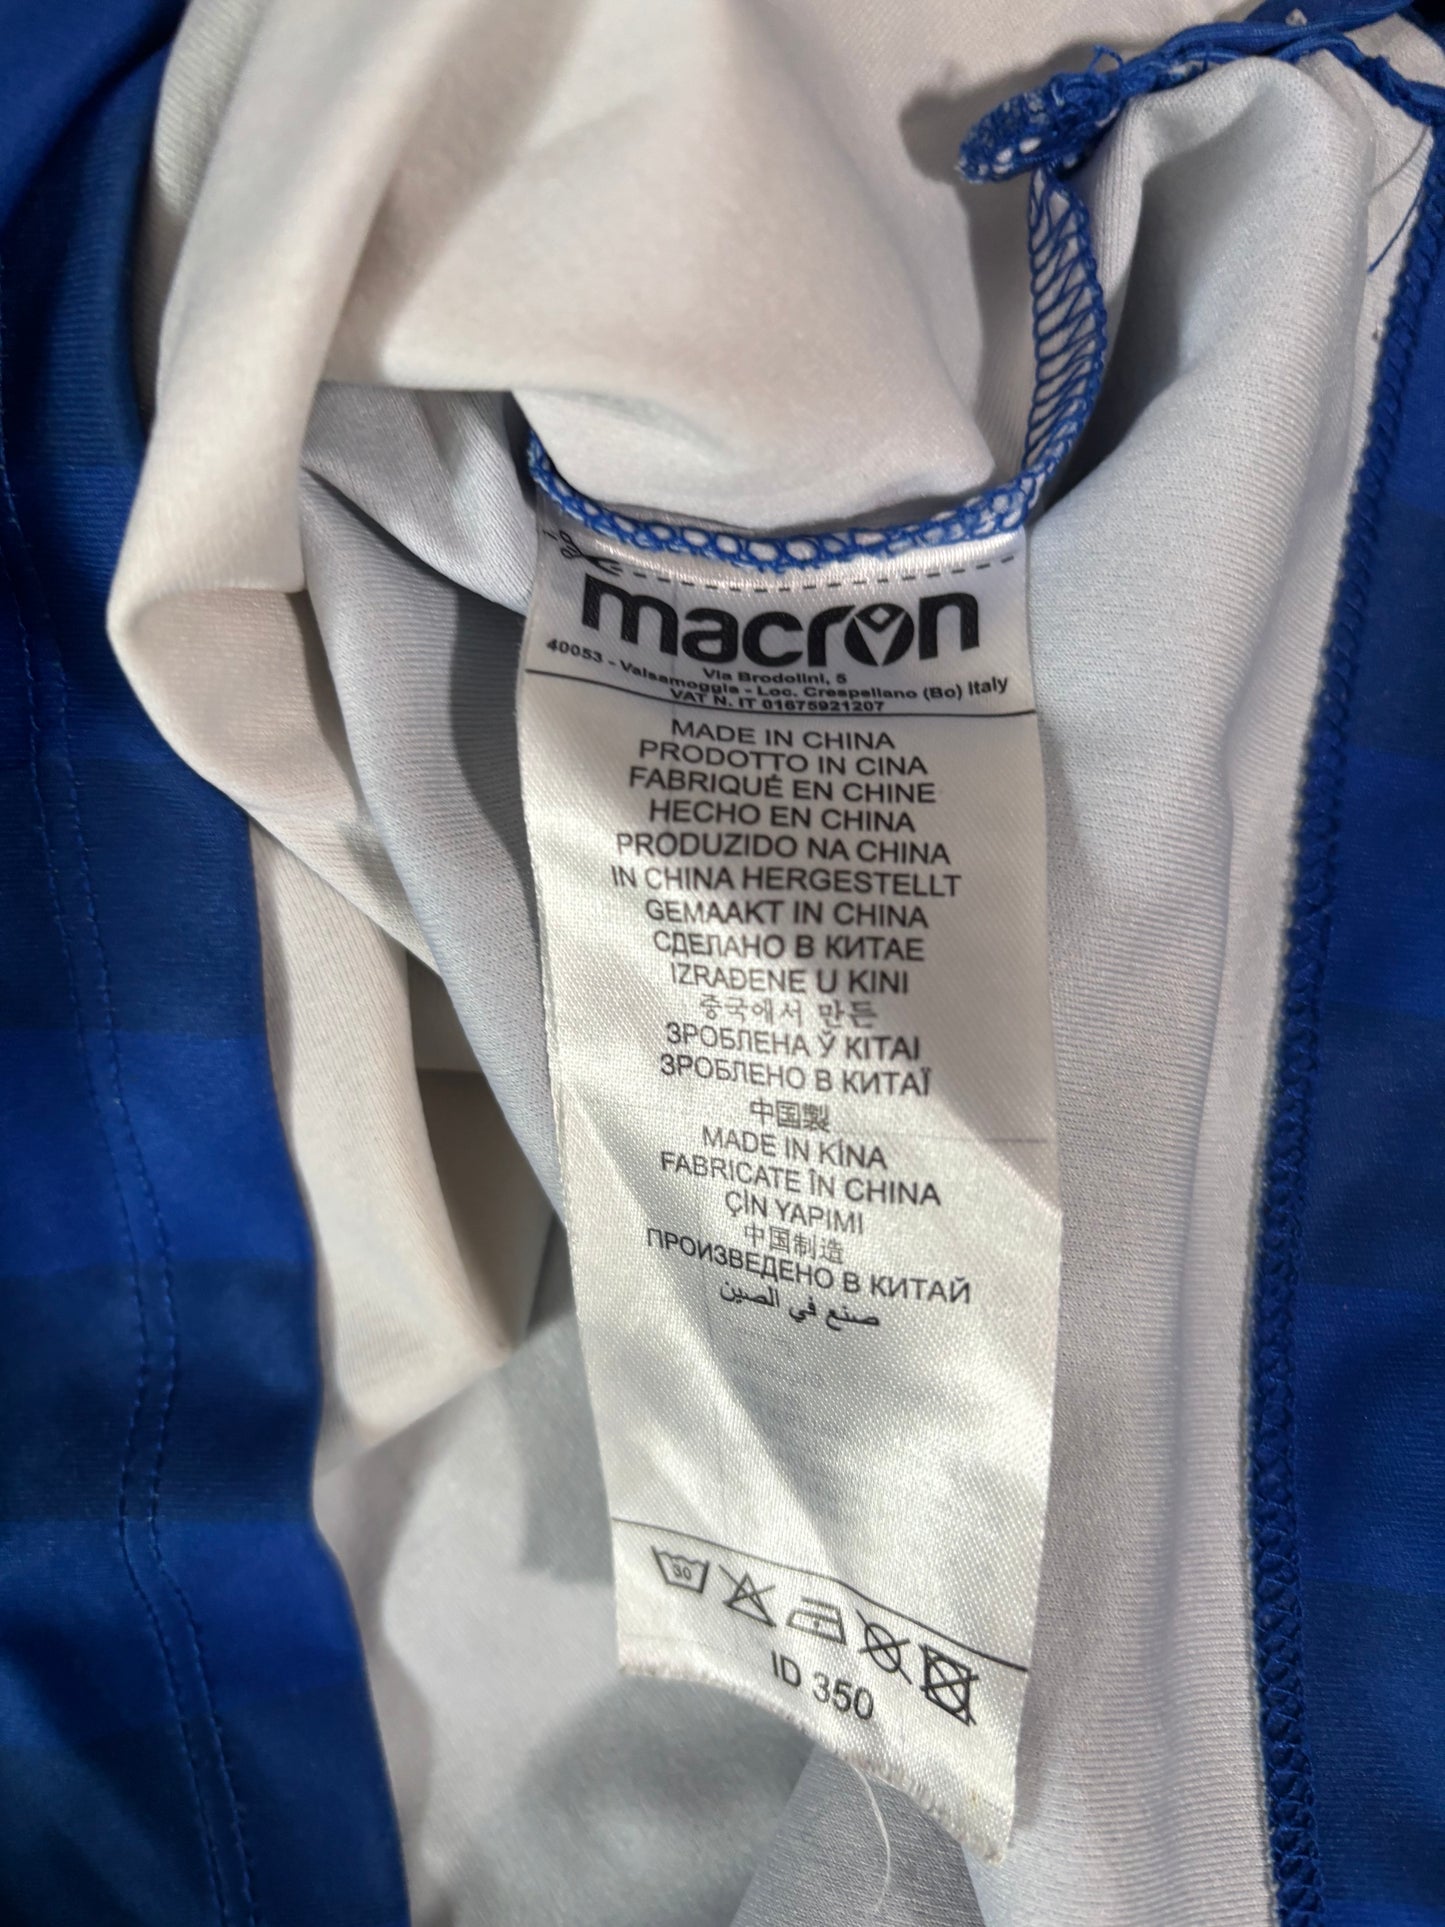 macron
Via Brodolini, 5
40053 - Valsamoggia - Loc. Crespellano (Bo) Italy
VAT N. IT 01675921207
MADE IN CHINA
PRODOTTO IN CINA
FABRIQUÉ EN CHINE
HECHO EN CHINA
PRODUZIDO NA CHINA
IN CHINA HERGESTELLT
GEMAAKT IN CHINA
СДЕЛАНО В КИТАЕ
IZRAĐENE U KINI
중국에서 만든
ЗРОБЛЕНА Ў КІТАІ
ЗРОБЛЕНО В КИТАЇ
中国製
MADE IN KÍNA
FABRICATE ÎN CHINA
ÇİN YAPIMI
中国制造
ПРОИЗВЕДЕНО В КИТАЙ
صنع في الصين
30
ID 350